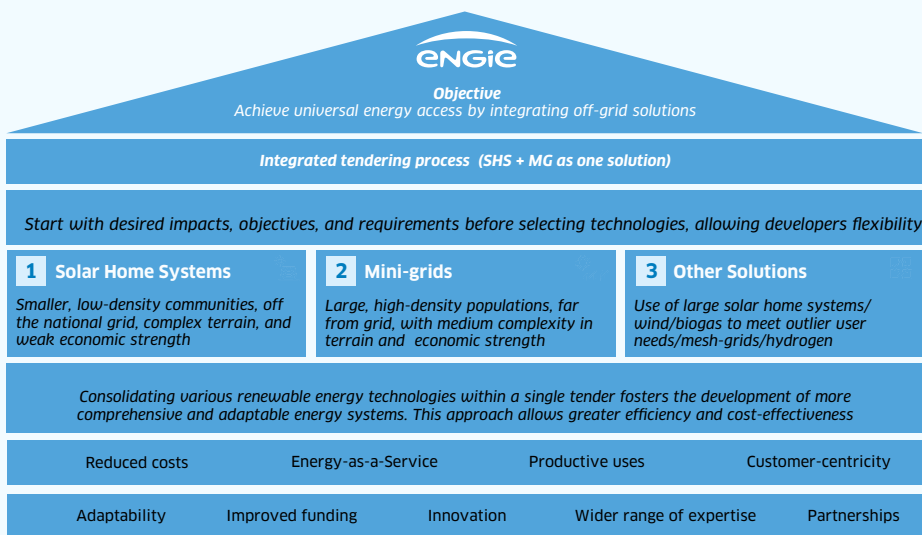 ENGIE
Objective
Achieve universal energy access by integrating off-grid solutions
Integrated tendering process (SHS + MG as one solution)
Start with desired impacts, objectives, and requirements before selecting technologies, allowing developers flexibility
1 Solar Home Systems
Smaller, low-density communities, off
the national grid, complex terrain, and
weak economic strength
2 Mini-grids
Large, high-density populations, far
from grid, with medium complexity in
terrain and economic strength
3 Other Solutions
Use of large solar home systems/
wind/biogas to meet outlier user
needs/mesh-grids/hydrogen
Consolidating various renewable energy technologies within a single tender fosters the development of more
comprehensive and adaptable energy systems. This approach allows greater efficiency and cost-effectiveness
Reduced costs Energy-as-a-Service Productive uses Customer-centricity
Adaptability Improved funding Innovation Wider range of expertise Partnerships